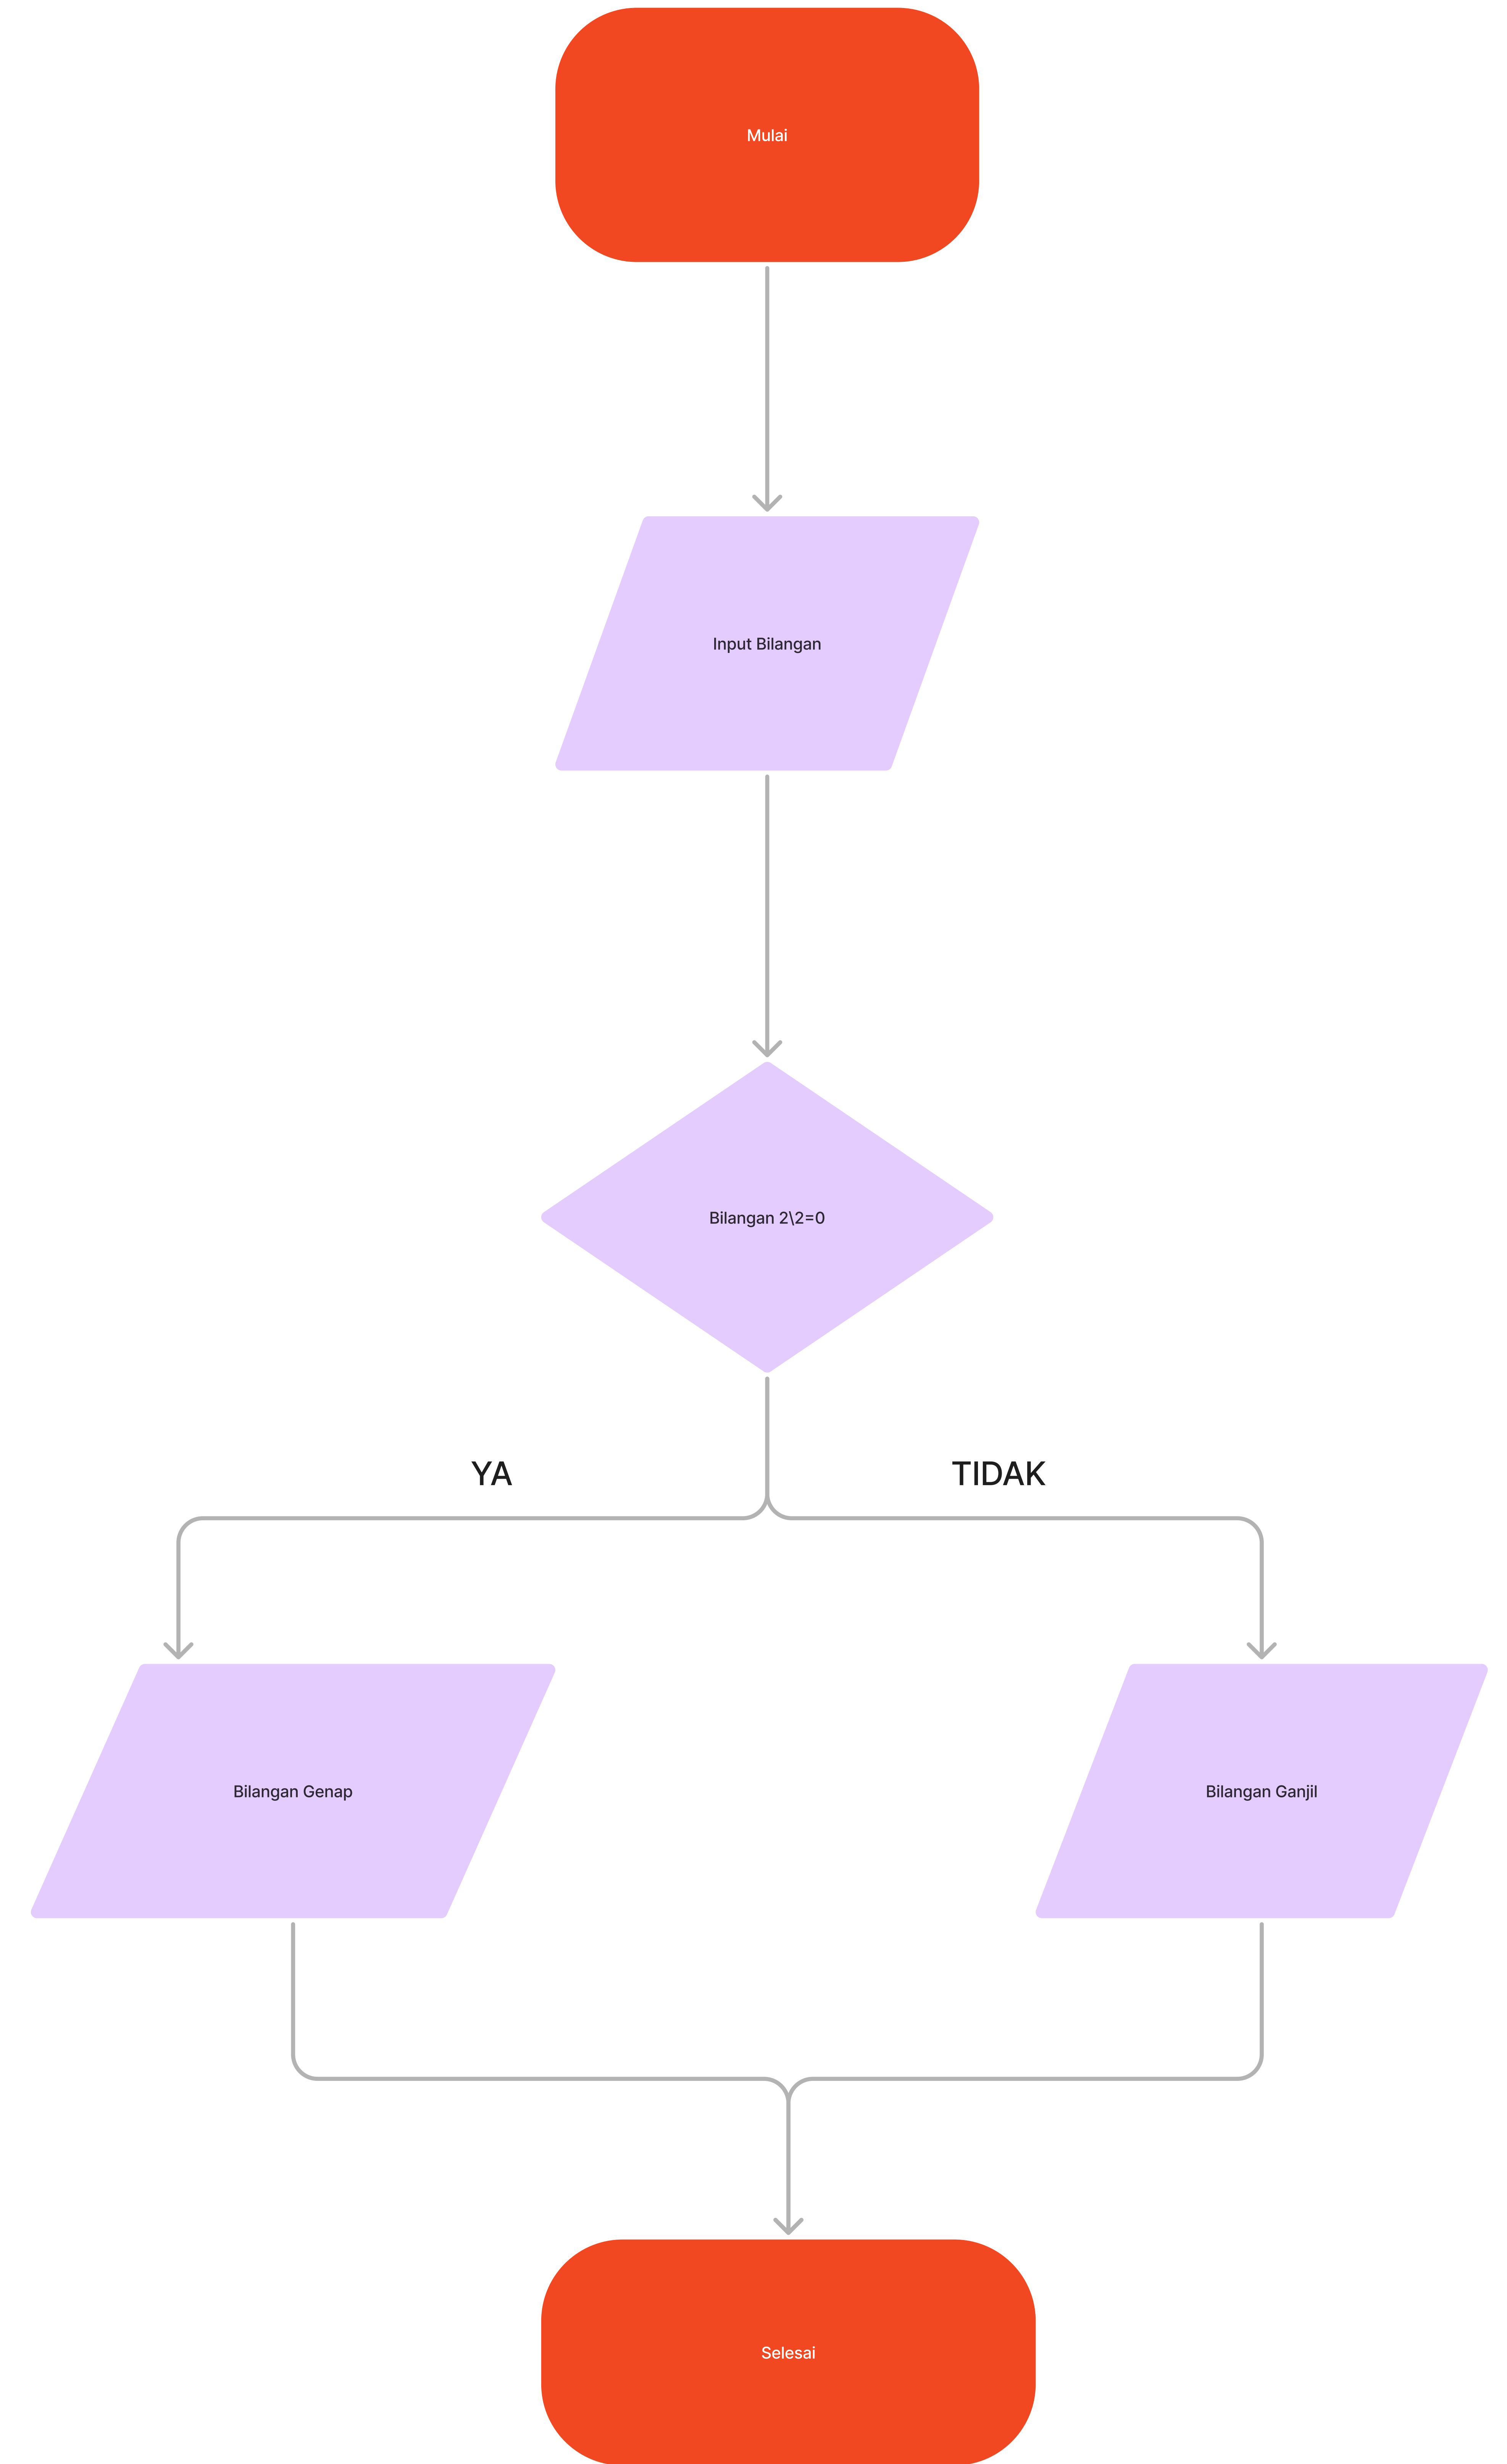 Mulai
Input Bilangan
Bilangan 2\2=0
YA
TIDAK
Bilangan Genap
Bilangan Ganjil
Selesai